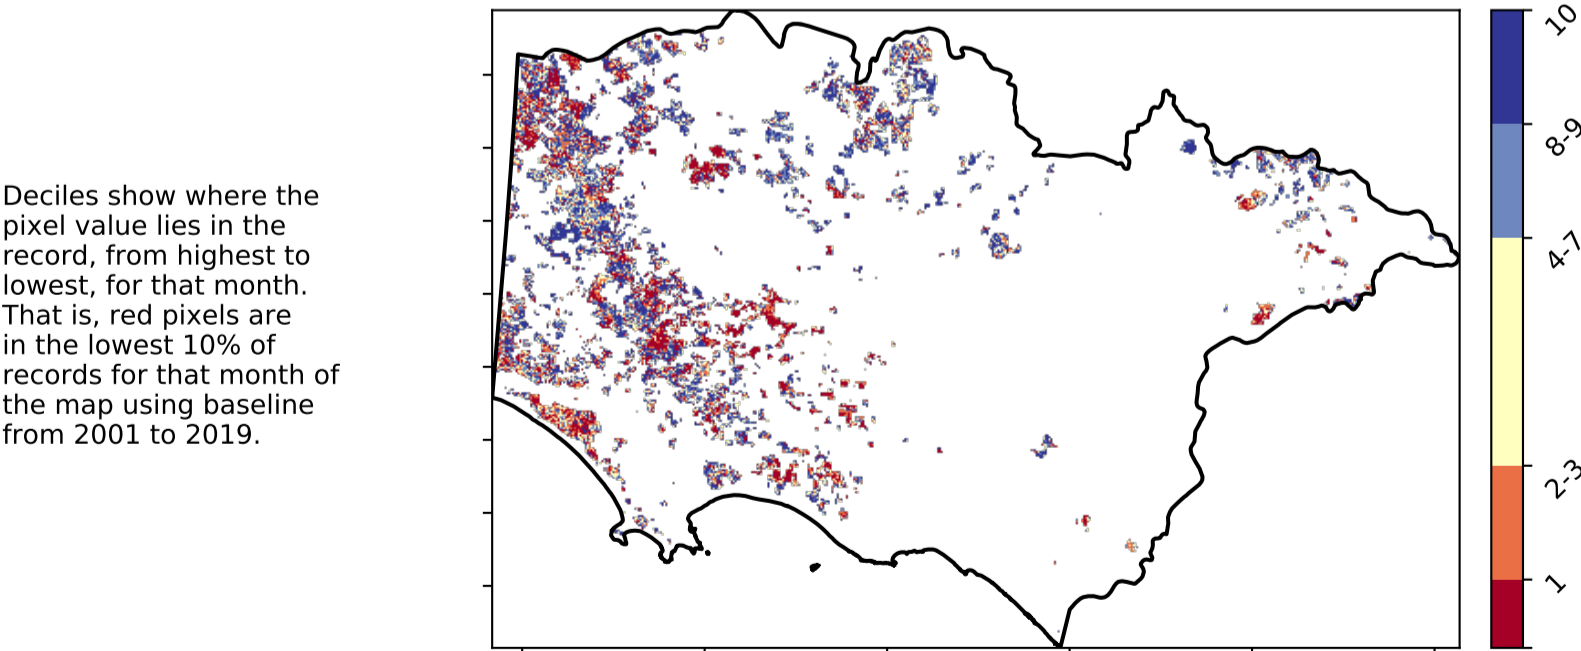 Deciles show where the
pixel value lies in the
record, from highest to
lowest, for that month.
That is, red pixels are
in the lowest 10% of
records for that month of
the map using baseline
from 2001 to 2019.
10
8-9
4-7
2-3
1